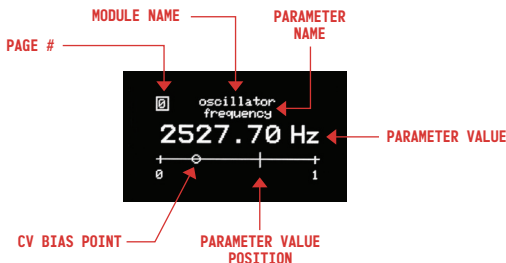 MODULE NAME
PARAMETER
NAME
PAGE #
0
oscillator
frequency
2527.70 Hz
PARAMETER VALUE
0
1
CV BIAS POINT
PARAMETER VALUE
POSITION